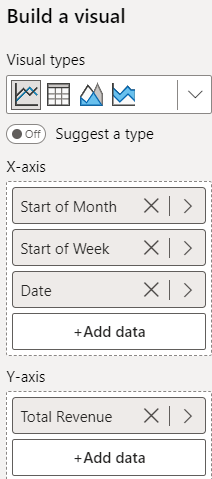 Build a visual
Visual types
Off
Suggest a type
X-axis
Start of Month
Start of Week
Date
+Add data
Y-axis
Total Revenue
+Add data